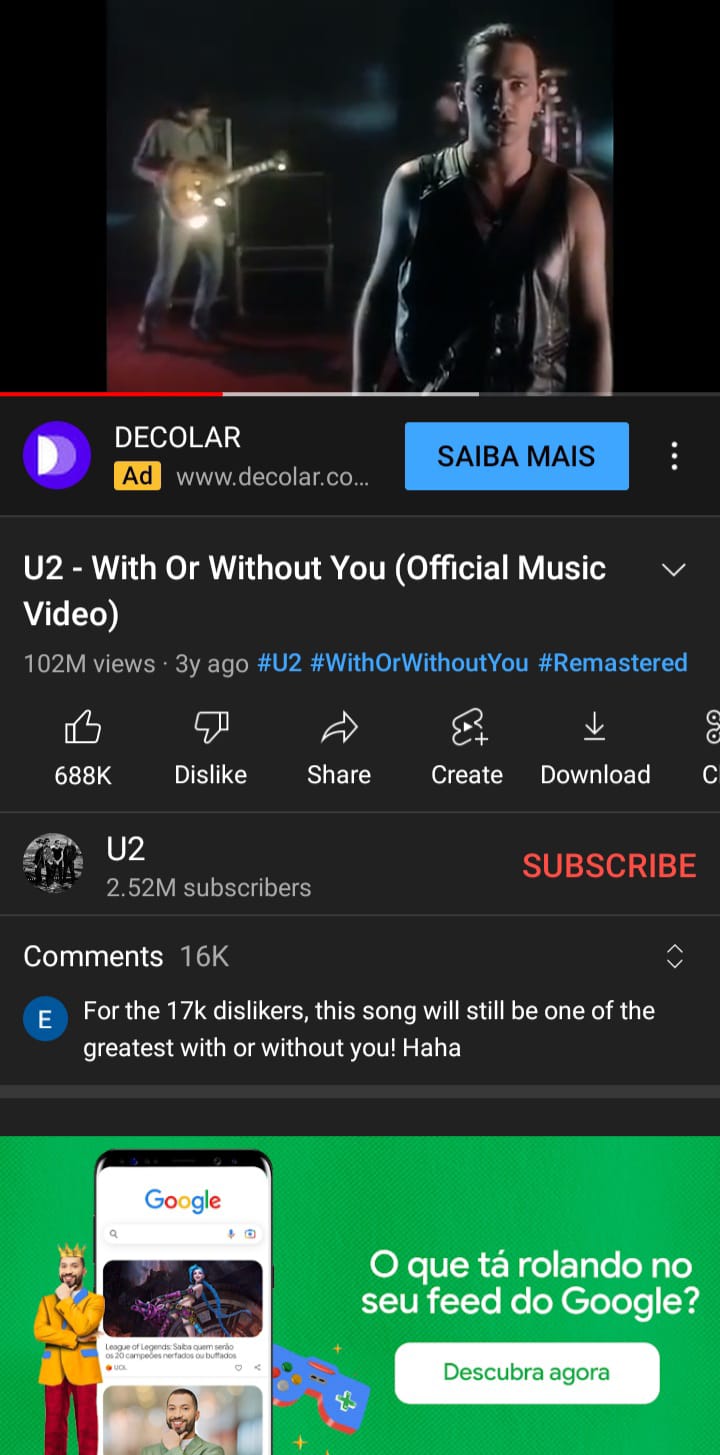 DECOLAR
Ad www.decolar.co...
SAIBA MAIS
U2 - With Or Without You (Official Music
Video)
102M views · 3y ago #U2 #WithOrWithoutYou #Remastered
688K Dislike Share Create Download C
U2
2.52M subscribers
SUBSCRIBE
Comments 16K
E
For the 17k dislikers, this song will still be one of the
greatest with or without you! Haha
Google
League of Legends: Saiba quem serão
os 20 campeões nerfados ou buffados
UOL
O que tá rolando no
seu feed do Google?
Descubra agora